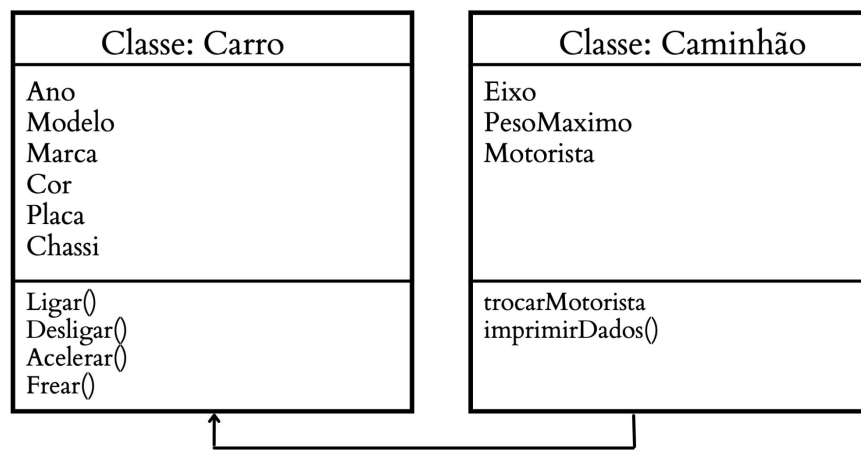 Classe: Carro
Ano
Modelo
Marca
Cor
Placa
Chassi
Ligar()
Desligar()
Acelerar()
Frear()
Classe: Caminhão
Eixo
PesoMaximo
Motorista
trocarMotorista
imprimirDados()